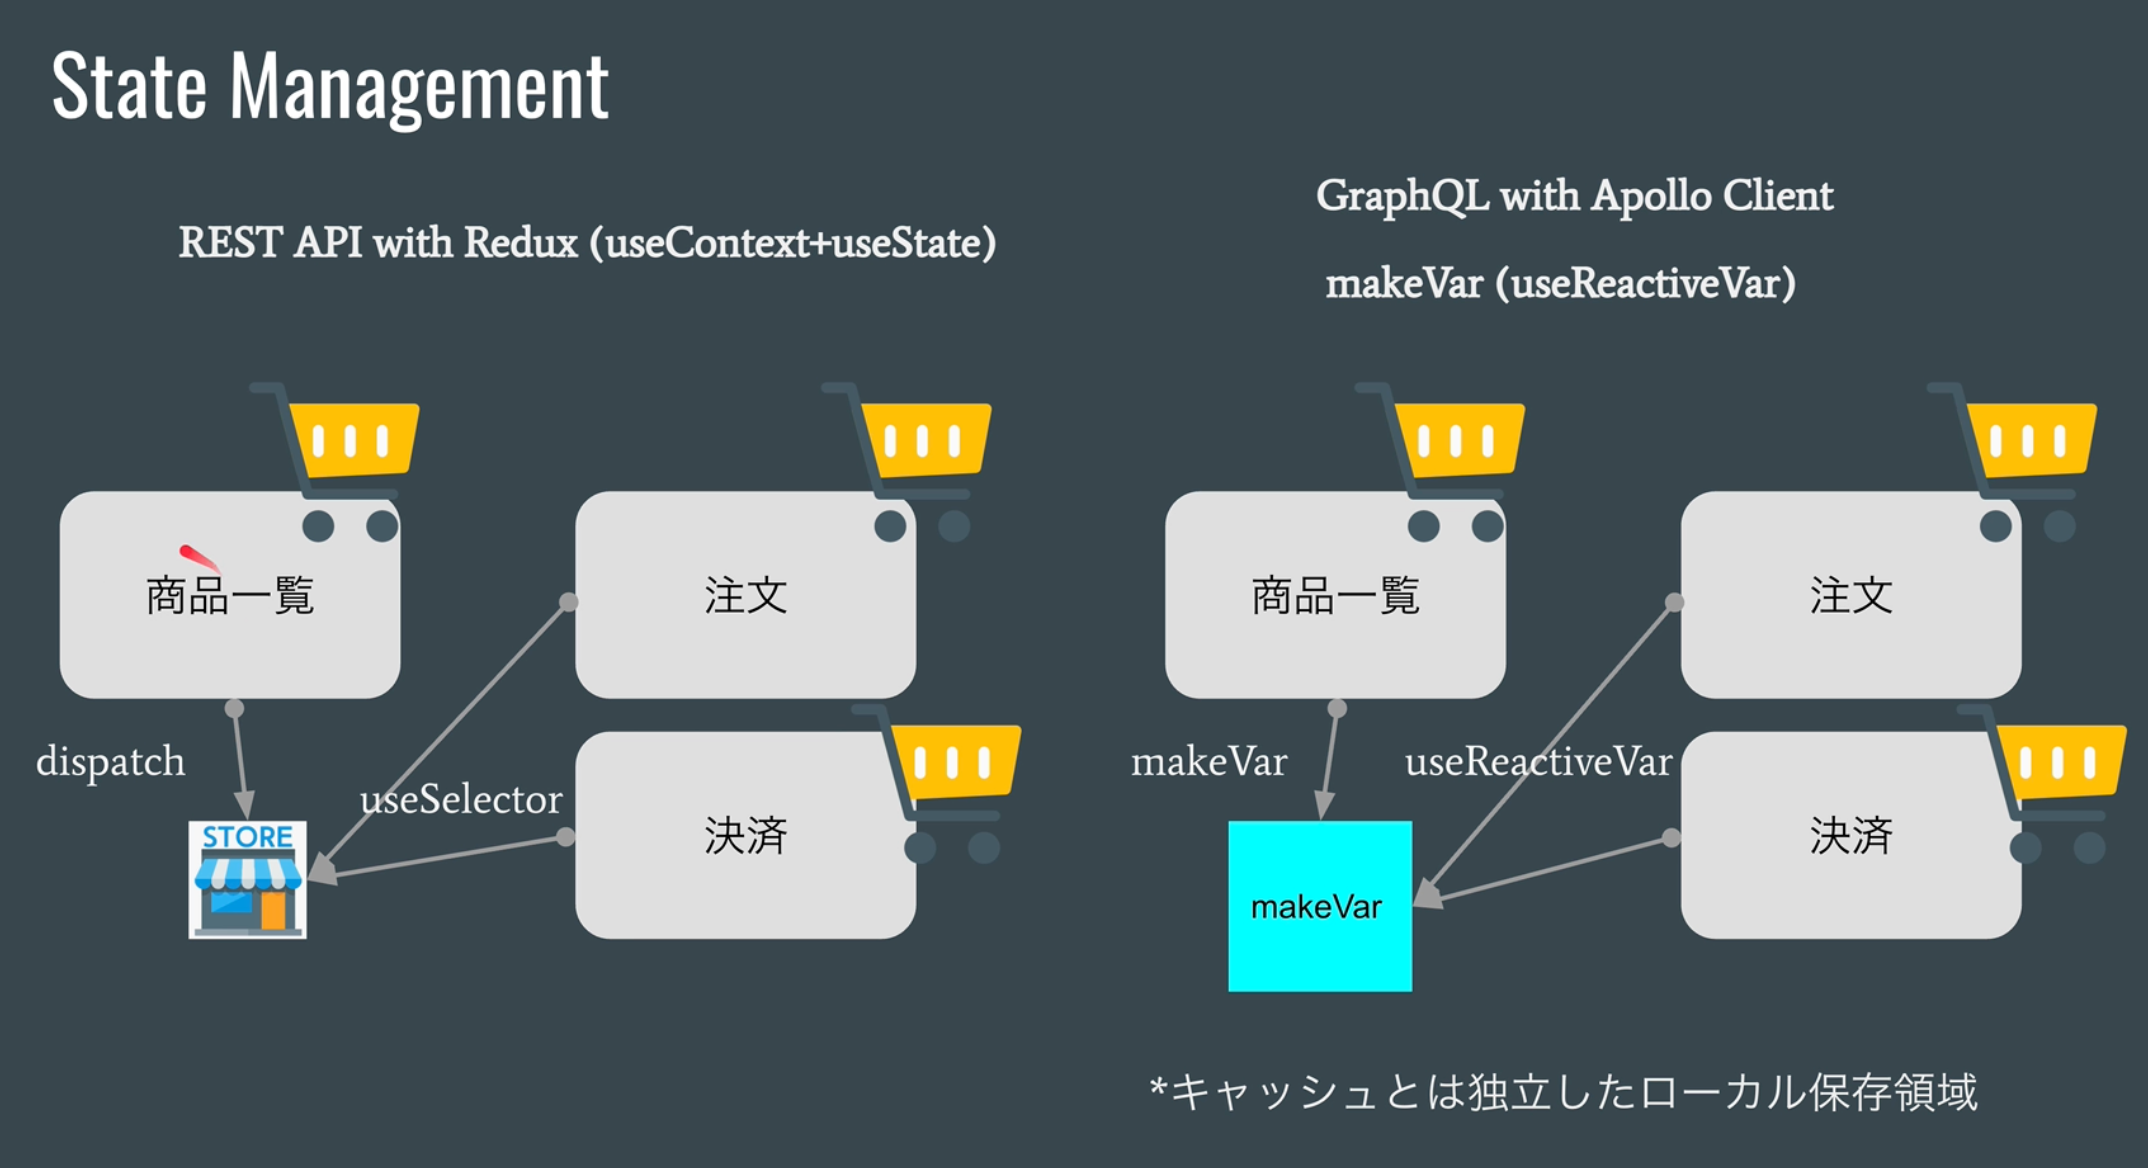 State Management
REST API with Redux (useContext+useState)
商品一覧
注文
dispatch
useSelector
STORE
決済
GraphQL with Apollo Client
makeVar (useReactiveVar)
商品一覧
注文
makeVar
useReactiveVar
makeVar
決済
*キャッシュとは独立したローカル保存領域